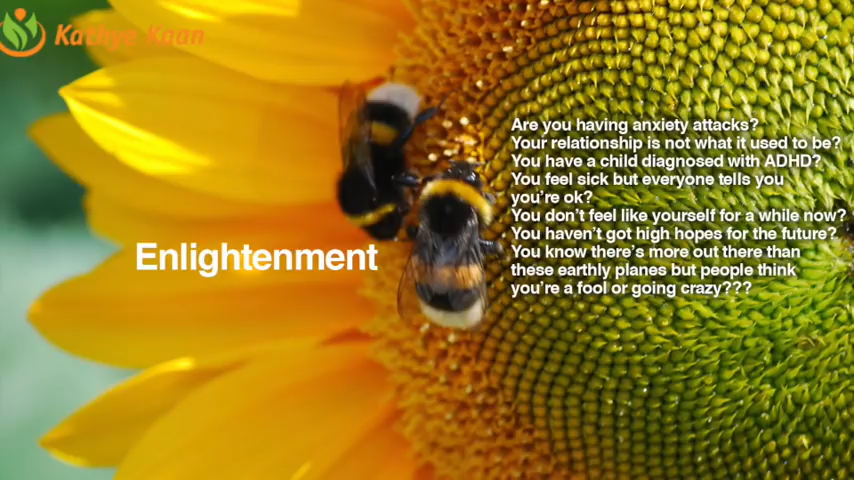 Kathye Kaan
Are you having anxiety attacks?
Your relationship is not what it used to be?
You have a child diagnosed with ADHD?
You feel sick but everyone tells you
you're ok?
You don't feel like yourself for a while now?
You haven't got high hopes for the future?
You know there's more out there than
these earthly planes but people think
you're a fool or going crazy???
Enlightenment